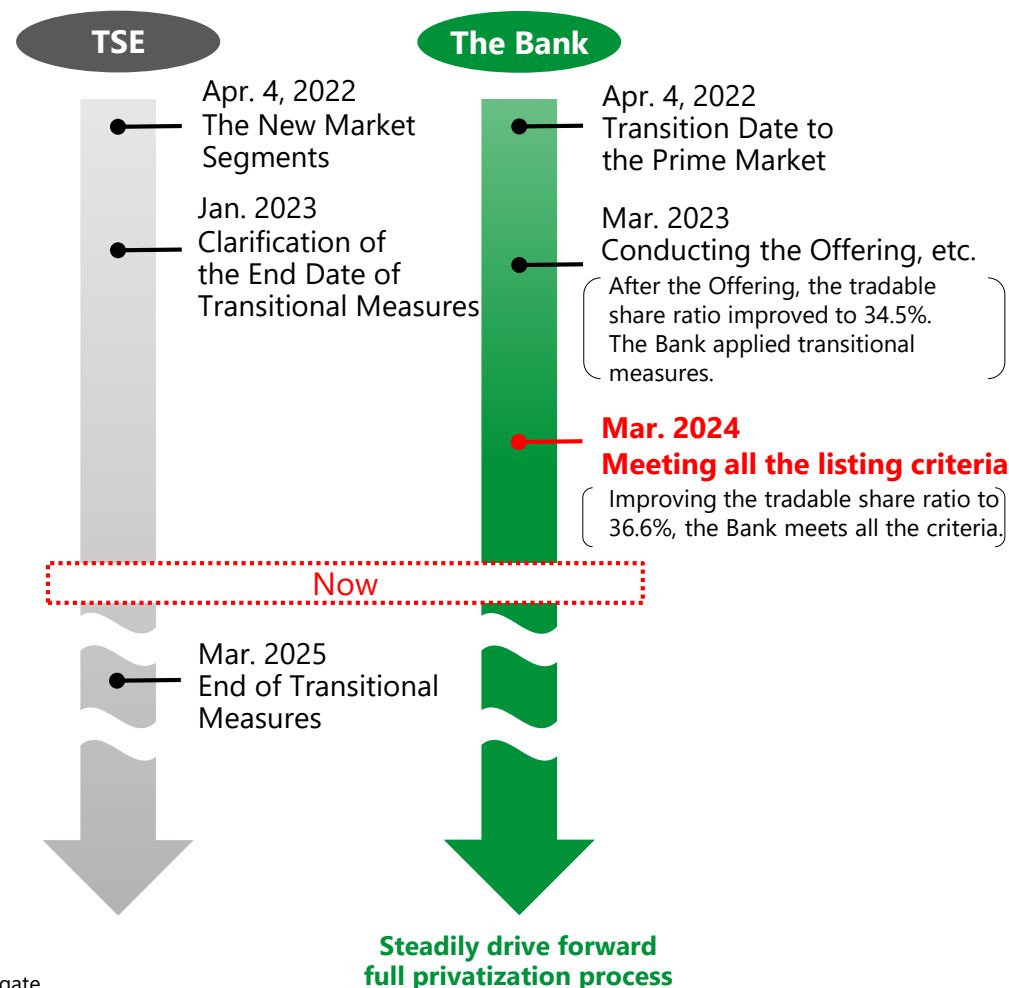 TSE
Apr. 4, 2022
The New Market
Segments
Jan. 2023
Clarification of
the End Date of
Transitional Measures
Mar. 2025
End of Transitional
Measures
The Bank
Apr. 4, 2022
Transition Date to
the Prime Market
Mar. 2023
Conducting the Offering, etc.
After the Offering, the tradable
share ratio improved to 34.5%.
The Bank applied transitional
measures.
Mar. 2024
Meeting all the listing criteria
Improving the tradable share ratio to
36.6%, the Bank meets all the criteria.
Now
Steadily drive forward
full privatization process
gate